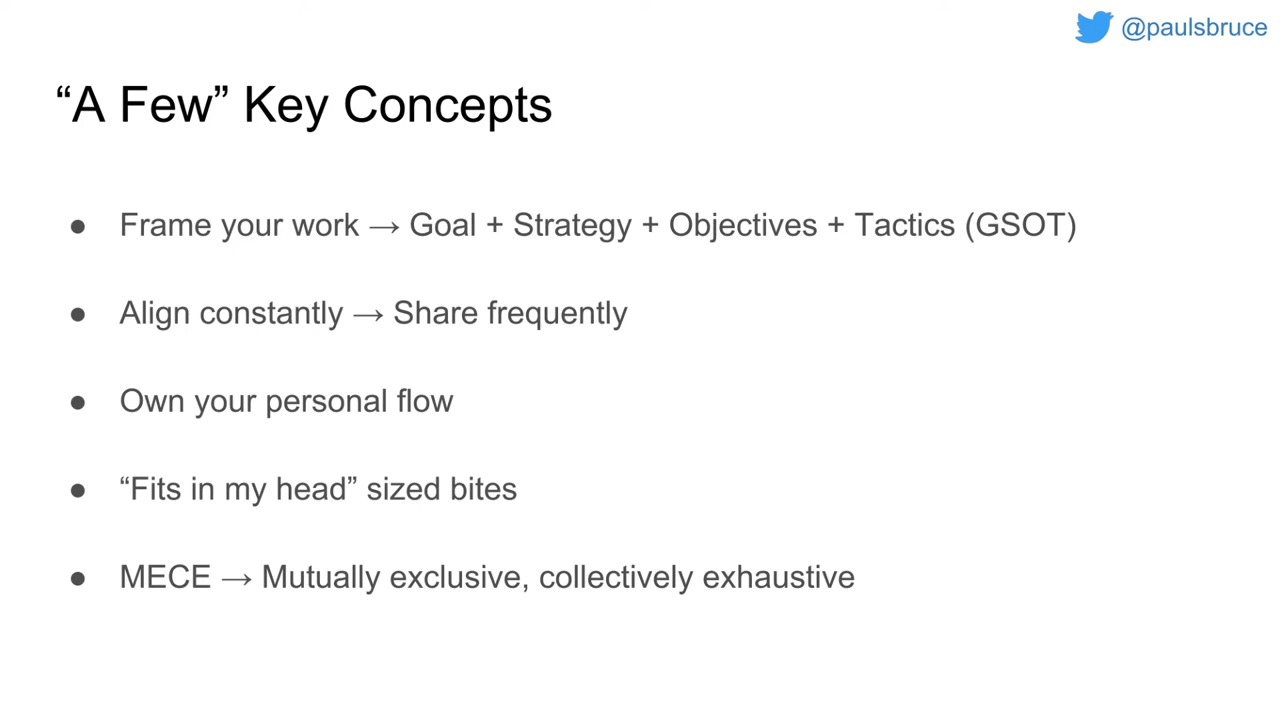 @paulsbruce
“A Few” Key Concepts
● Frame your work → Goal + Strategy + Objectives + Tactics (GSOT)
● Align constantly → Share frequently
● Own your personal flow
● “Fits in my head” sized bites
● MECE → Mutually exclusive, collectively exhaustive